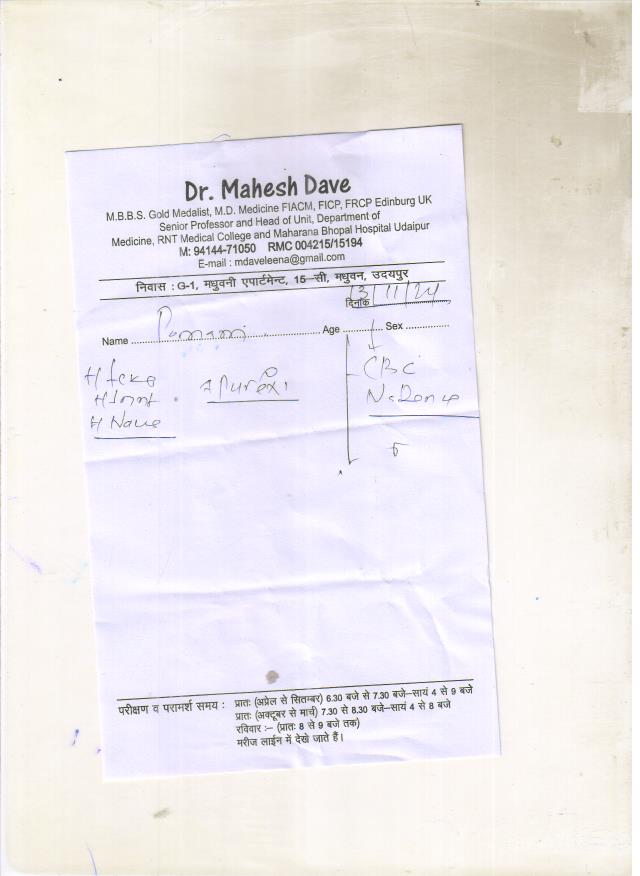 Dr. Mahesh Dave
M.B.B.S. Gold Medalist, M.D. Medicine FIACM, FICP, FRCP Edinburg UK
Senior Professor and Head of Unit, Department of
Medicine, RNT Medical College and Maharana Bhopal Hospital Udaipur
M: 94144-71050 RMC 004215/15194
E-mail : mdaveleena@gmail.com
निवास : G-1, मधुवनी एपार्टमेन्ट, 15-सी, मधुवन, उदयपुर
दिनांक
Name Age Sex
CBC
परीक्षण व परामर्श समय : प्रातः (अप्रेल से सितम्बर) 6.30 बजे से 7.30 बजे-सायं 4 से 9 बजे
प्रातः (अक्टूबर से मार्च) 7.30 से 8.30 बजे-सायं 4 से 8 बजे
रविवार :- (प्रातः 8 से 9 बजे तक)
मरीज लाईन में देखे जाते हैं।